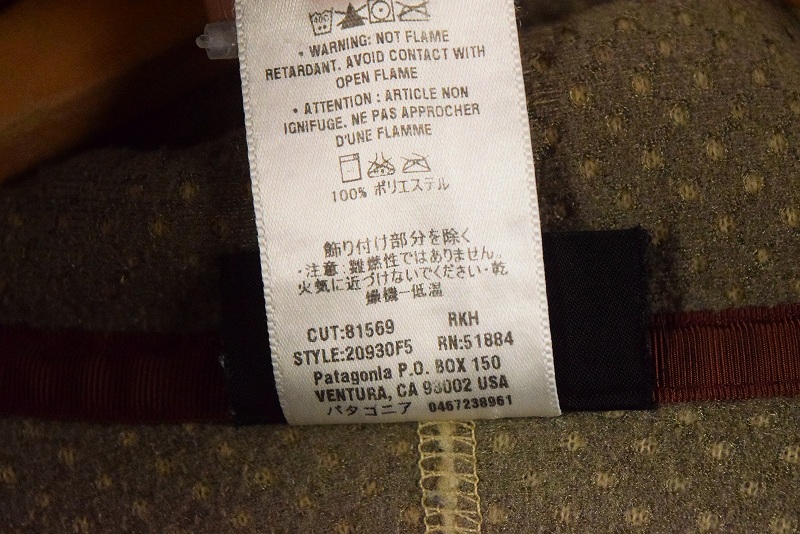 • WARNING: NOT FLAME
RETARDANT. AVOID CONTACT WITH
OPEN FLAME
• ATTENTION : ARTICLE NON
IGNIFUGE. NE PAS APPROCHER
D'UNE FLAMME
100% ポリエステル
飾り付け部分を除く
・注意：難燃性ではありません。
火気に近づけないでください・乾
燥機－低温
CUT:81569 RKH
STYLE:20930F5 RN:51884
Patagonia P.O. BOX 150
VENTURA, CA 93002 USA
パタゴニア 0467238961